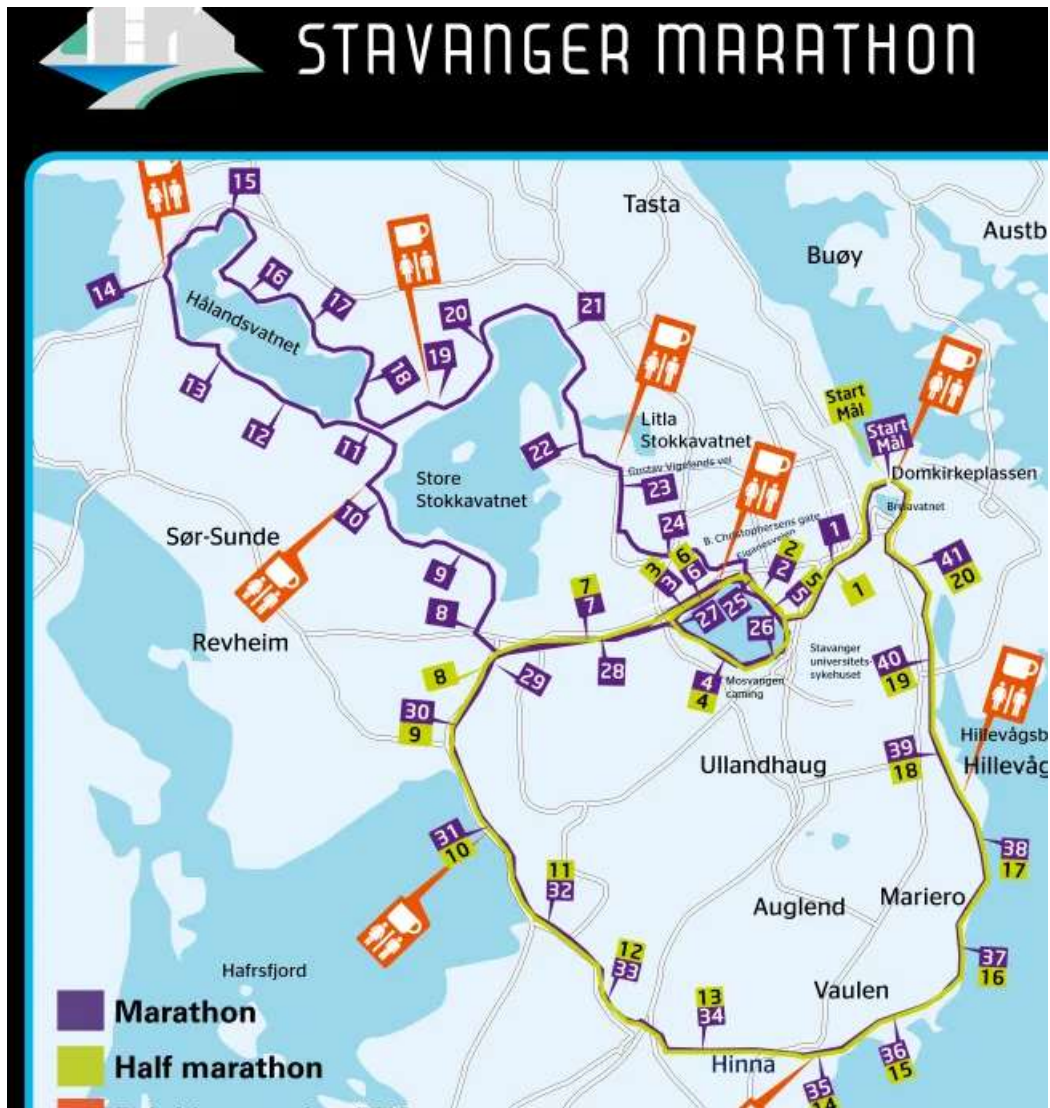 STAVANGER MARATHON
15
Tasta
Austb
Buøy
14
16
Hålandsvatnet
17
20
21
19
18
13
Start
Mål
12
11
Litla
Stokkavatnet
Start
Mål
22
Gustav Vigelands vei
Domkirkeplassen
Store
Stokkavatnet
23
Breiavatnet
10
24
B. Christophersens gate
Eiganesveien
1
Sør-Sunde
2
2
41
20
9
3
3
6
6
5
5
1
7
7
8
27
25
26
Revheim
28
Stavanger
universitets-
sykehuset
40
19
8
29
4
4
Mosvangen
caming
30
9
39
18
Hillevågsb
Hillevåg
Ullandhaug
31
10
38
17
11
32
Auglend
Mariero
12
33
37
16
Hafrsfjord
13
34
Vaulen
Marathon
36
15
Half marathon
Hinna
35
14